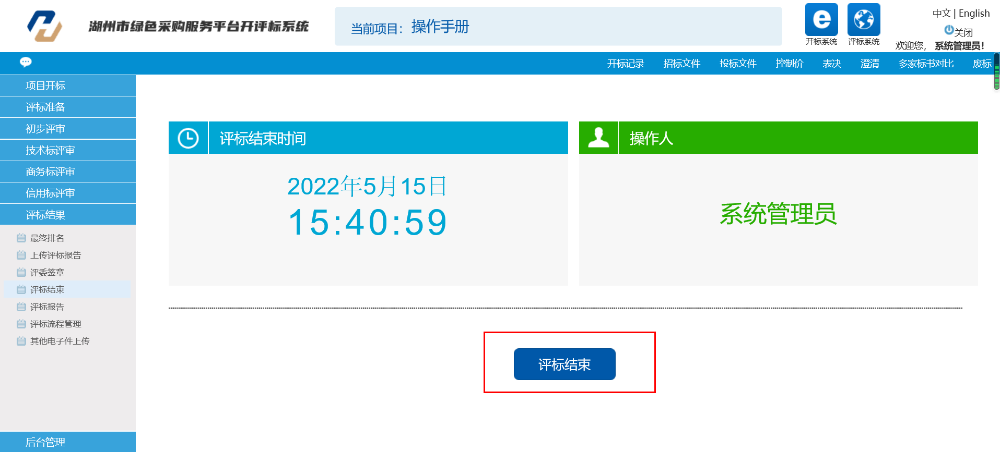 湖州市绿色采购服务平台开评标系统
当前项目：操作手册
开标系统
评标系统
中文 | English
关闭
欢迎您，系统管理员！
开标记录 招标文件 投标文件 控制价 表决 澄清 多家标书对比 废标
项目开标
评标准备
初步评审
技术标评审
商务标评审
信用标评审
评标结果
最终排名
上传评标报告
评委签章
评标结束
评标报告
评标流程管理
其他电子件上传
后台管理
评标结束时间
2022年5月15日
15:40:59
操作人
系统管理员
评标结束